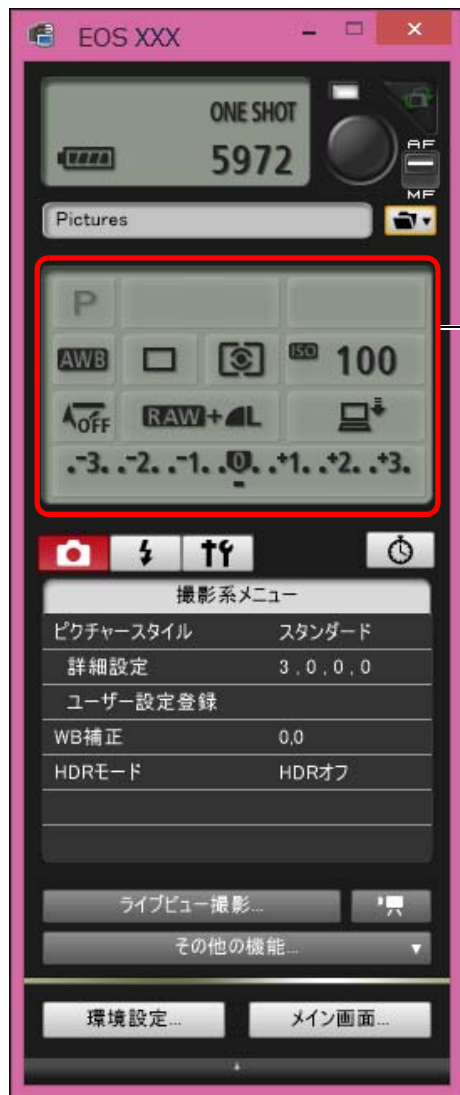 EOS XXX
ONE SHOT
5972
AF
MF
Pictures
P
AWB
ISO 100
OFF RAW+L
.-3. .-2. .-1. .0. .+1. .+2. .+3.
撮影系メニュー
ピクチャースタイル スタンダード
詳細設定 3,0,0,0
ユーザー設定登録
WB補正 0,0
HDRモード HDRオフ
ライブビュー撮影...
その他の機能...
環境設定... メイン画面...